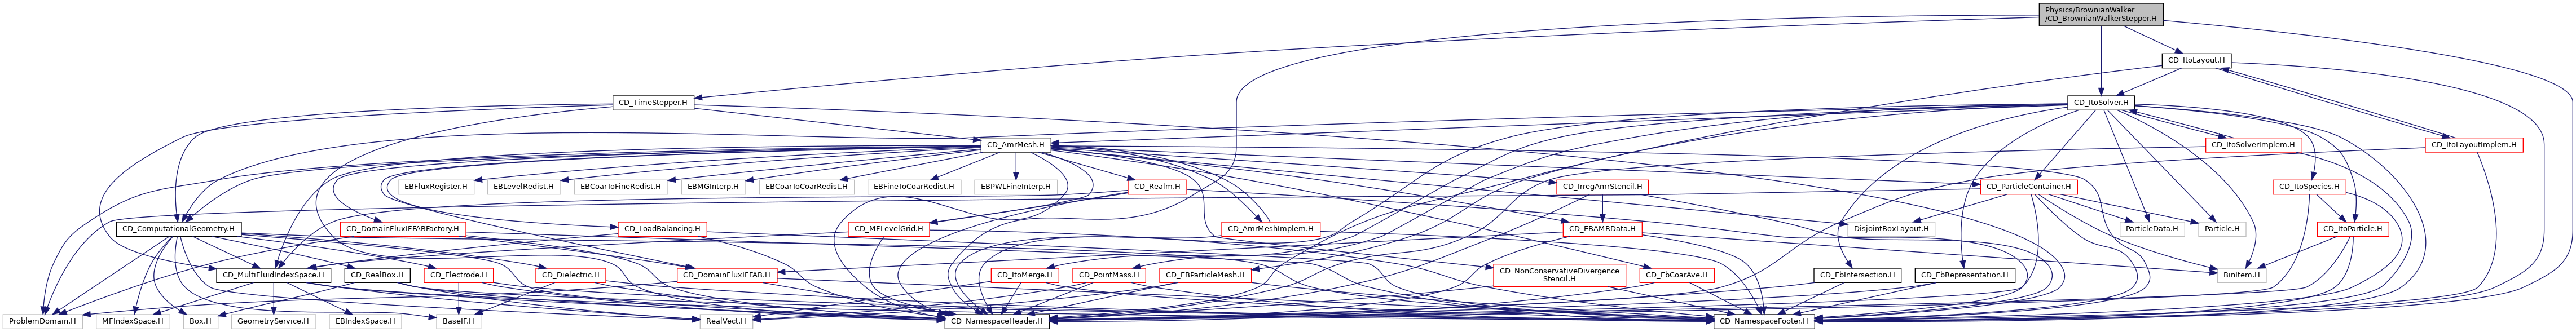 Physics/BrownianWalker
/CD_BrownianWalkerStepper.H
CD_ItoLayout.H
CD_TimeStepper.H
CD_ItoSolver.H
CD_AmrMesh.H
CD_ItoSolverImplem.H
CD_ItoLayoutImplem.H
EBFluxRegister.H
EBLevelRedist.H
EBCoarToFineRedist.H
EBMGInterp.H
EBCoarToCoarRedist.H
EBFineToCoarRedist.H
EBPWLFineInterp.H
CD_Realm.H
CD_IrregAmrStencil.H
CD_ParticleContainer.H
CD_ItoSpecies.H
CD_ComputationalGeometry.H
CD_DomainFluxIFFABFactory.H
CD_LoadBalancing.H
CD_MFLevelGrid.H
CD_AmrMeshImplem.H
CD_EBAMRData.H
DisjointBoxLayout.H
ParticleData.H
Particle.H
CD_ItoParticle.H
CD_MultiFluidIndexSpace.H
CD_RealBox.H
CD_Electrode.H
CD_Dielectric.H
CD_DomainFluxIFFAB.H
CD_ItoMerge.H
CD_PointMass.H
CD_EBParticleMesh.H
CD_NonConservativeDivergence
Stencil.H
CD_EbCoarAve.H
CD_EbIntersection.H
CD_EbRepresentation.H
BinItem.H
ProblemDomain.H
MFIndexSpace.H
Box.H
GeometryService.H
EBIndexSpace.H
BaseIF.H
RealVect.H
CD_NamespaceHeader.H
CD_NamespaceFooter.H